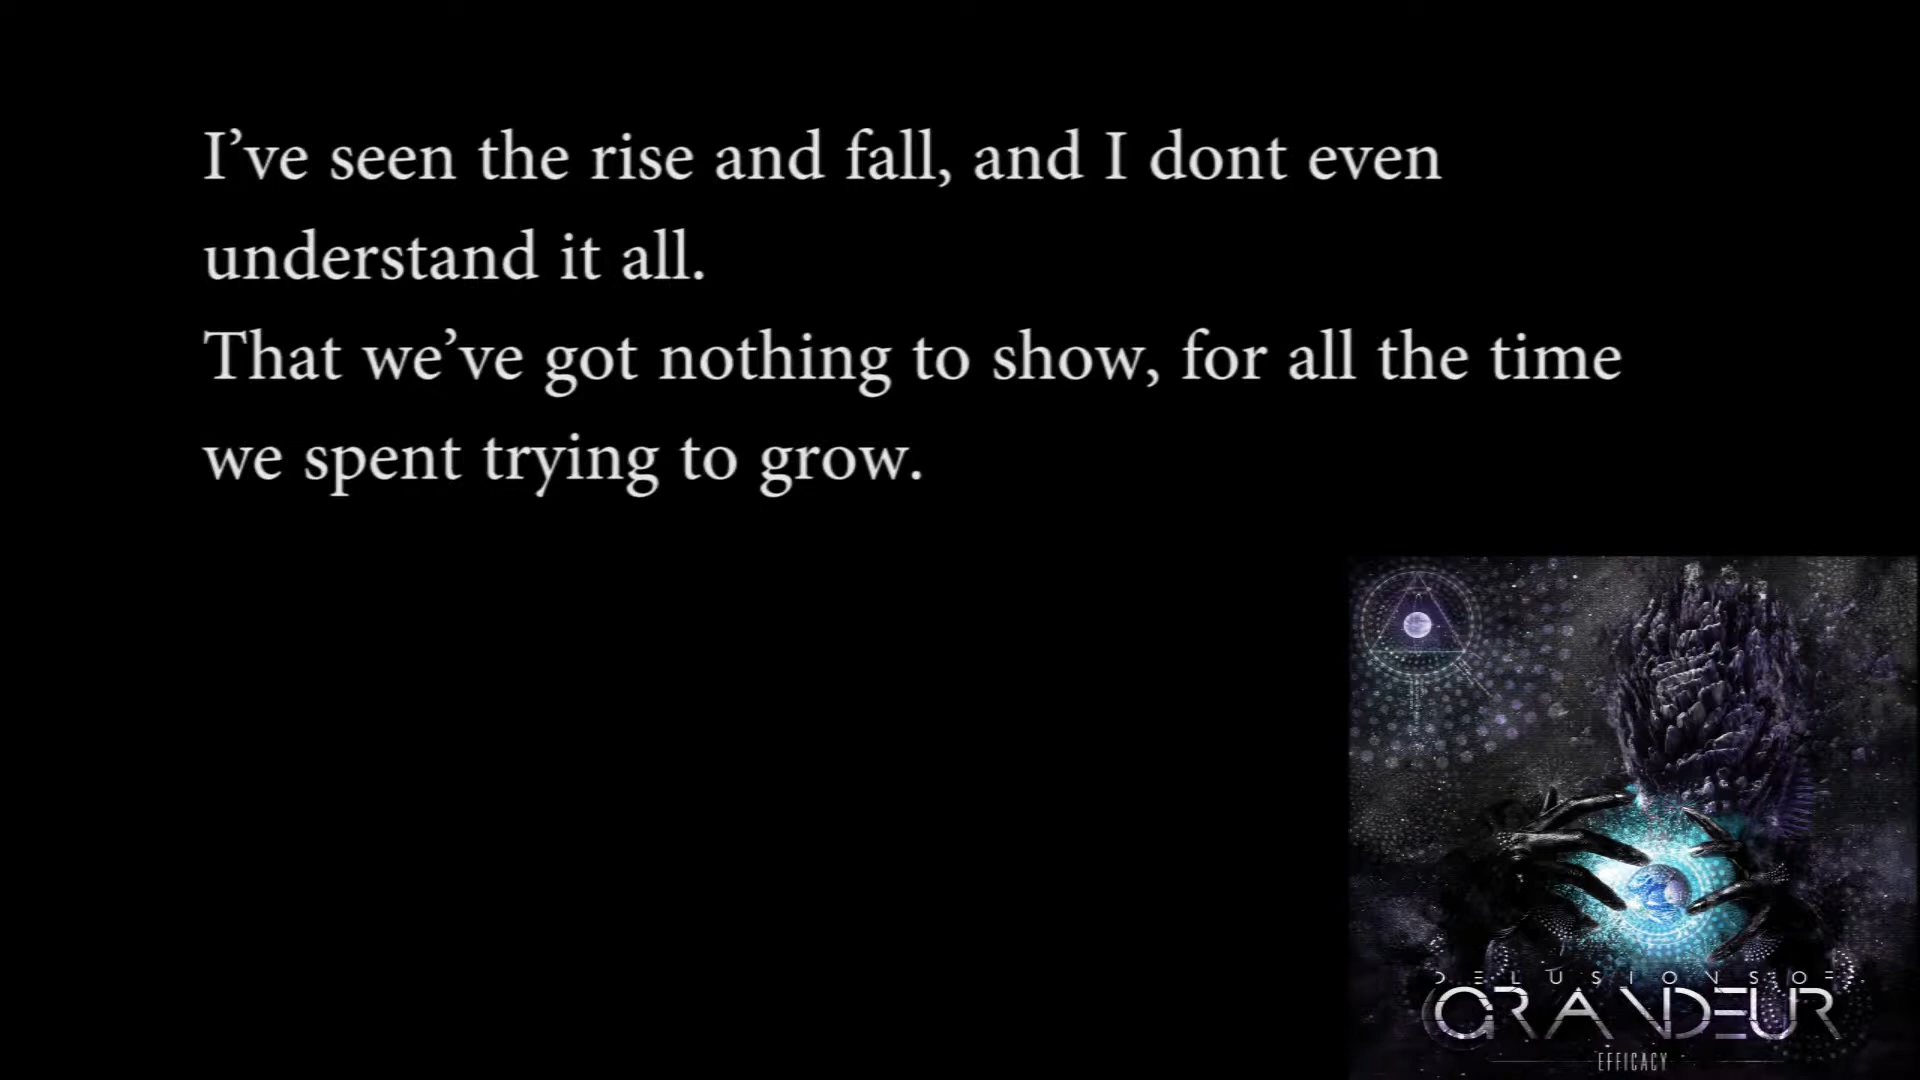 I’ve seen the rise and fall, and I dont even
understand it all.
That we’ve got nothing to show, for all the time
we spent trying to grow.
DELUSIONS OF
GRANDEUR
EFFICACY